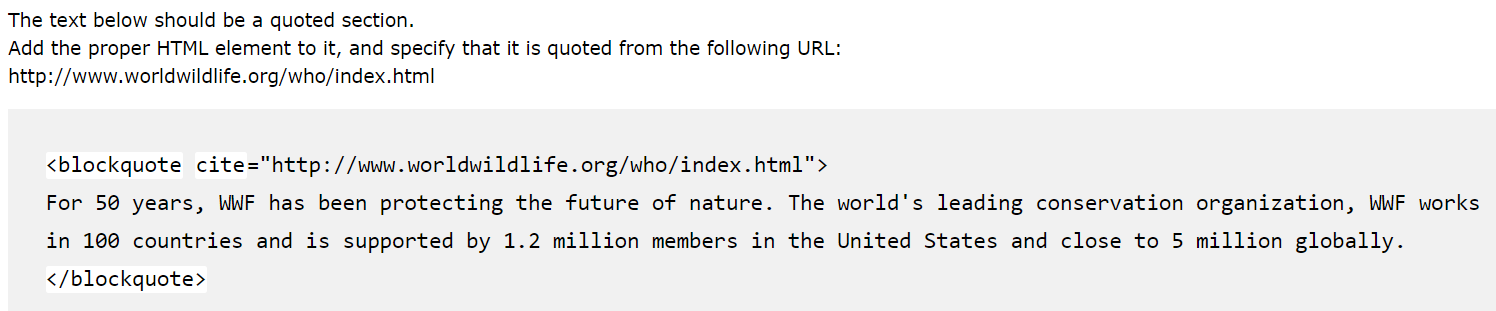 The text below should be a quoted section.
Add the proper HTML element to it, and specify that it is quoted from the following URL:
http://www.worldwildlife.org/who/index.html
<blockquote cite="http://www.worldwildlife.org/who/index.html">
For 50 years, WWF has been protecting the future of nature. The world's leading conservation organization, WWF works
in 100 countries and is supported by 1.2 million members in the United States and close to 5 million globally.
</blockquote>